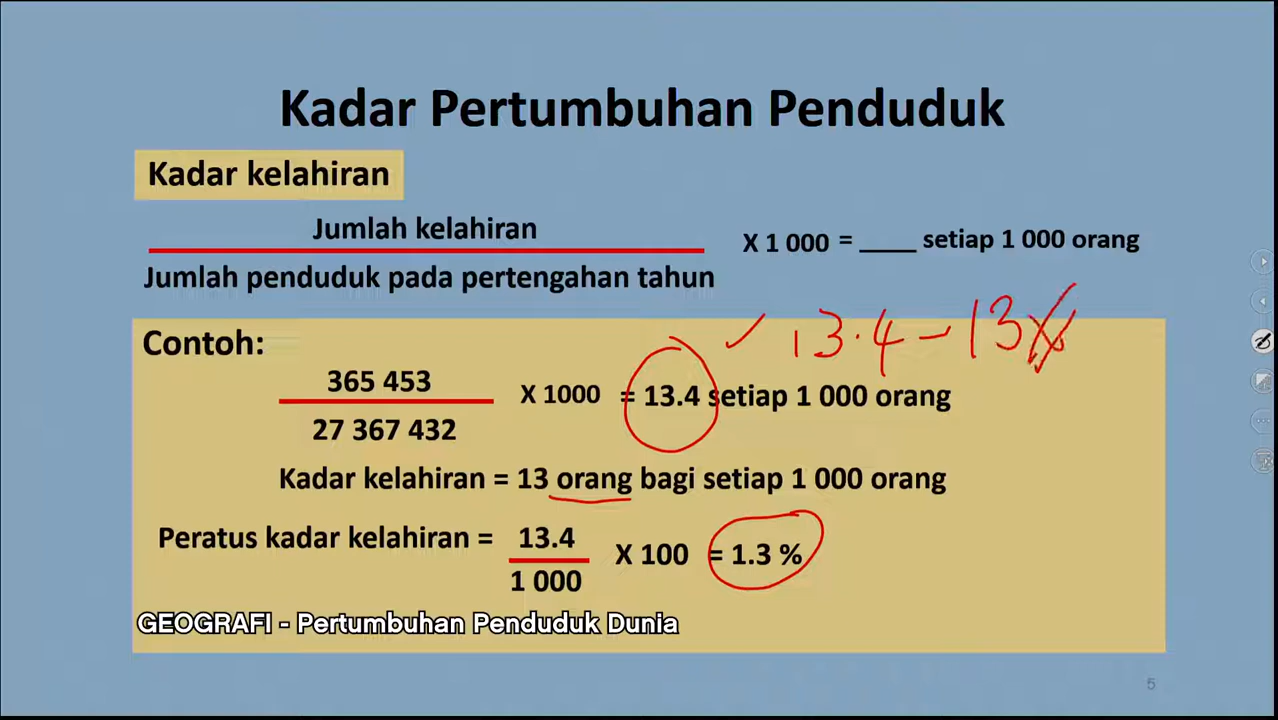 Kadar Pertumbuhan Penduduk
Kadar kelahiran
Jumlah kelahiran
Jumlah penduduk pada pertengahan tahun
X 1 000 = ____ setiap 1 000 orang
Contoh:
✓ 13.4 - 13
365 453
27 367 432
X 1000 = 13.4 setiap 1 000 orang
Kadar kelahiran = 13 orang bagi setiap 1 000 orang
Peratus kadar kelahiran =
13.4
1 000
X 100 = 1.3 %
GEOGRAFI - Pertumbuhan Penduduk Dunia
5